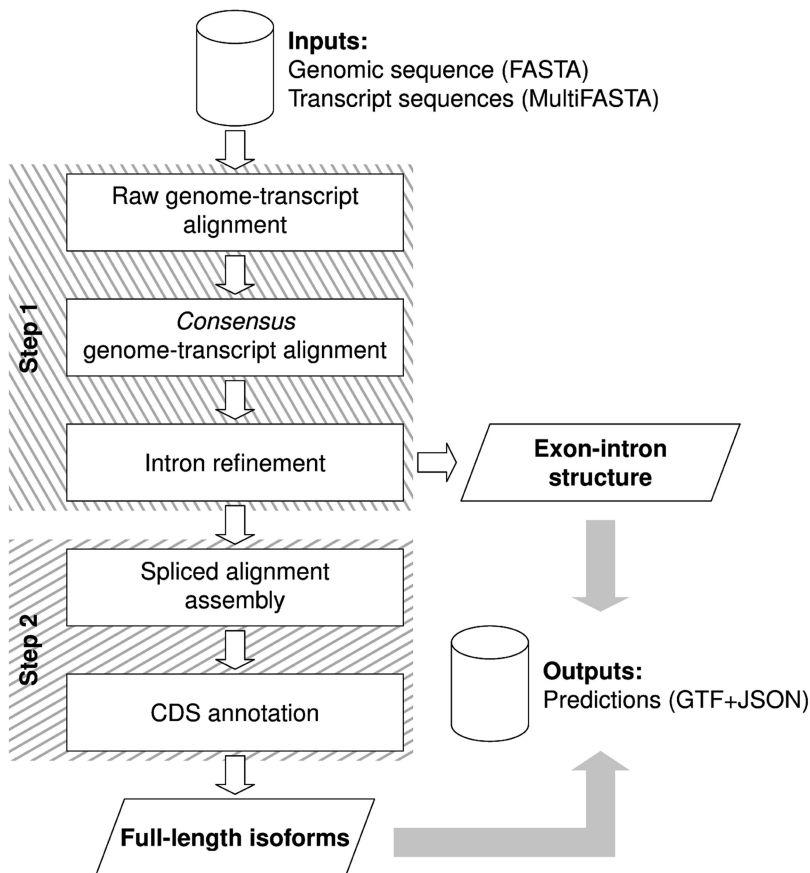 Inputs:
Genomic sequence (FASTA)
Transcript sequences (MultiFASTA)
Step 1
Raw genome-transcript
alignment
Consensus
genome-transcript alignment
Intron refinement
Exon-intron
structure
Step 2
Spliced alignment
assembly
CDS annotation
Outputs:
Predictions (GTF+JSON)
Full-length isoforms